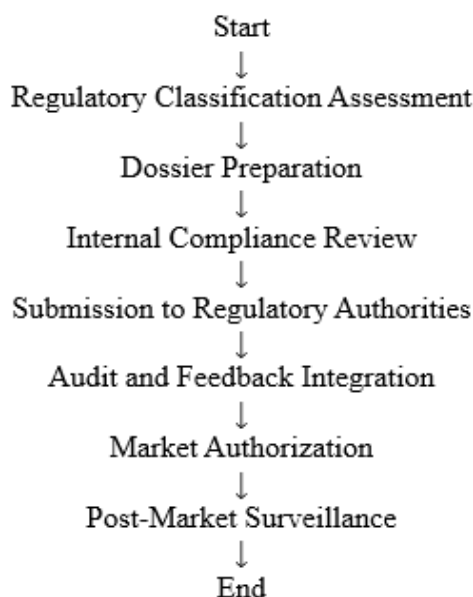 Start
↓
Regulatory Classification Assessment
↓
Dossier Preparation
↓
Internal Compliance Review
↓
Submission to Regulatory Authorities
↓
Audit and Feedback Integration
↓
Market Authorization
↓
Post-Market Surveillance
↓
End